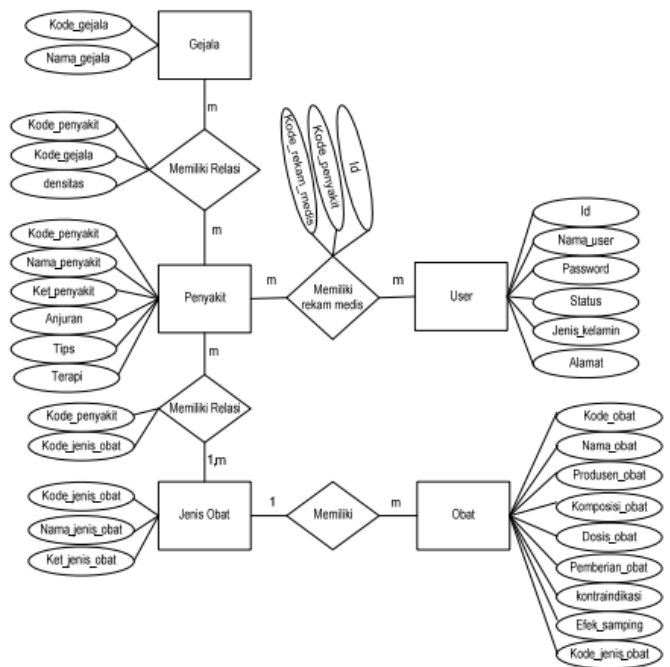 Kode_gejala
Nama_gejala
Gejala
m
Kode_penyakit
Kode_gejala
densitas
Memiliki Relasi
Kode_rekam_medis
Kode_penyakit
Id
m
Kode_penyakit
Nama_penyakit
Ket_penyakit
Anjuran
Tips
Terapi
Penyakit
m
Memiliki
rekam medis
m
User
Id
Nama_user
Password
Status
Jenis_kelamin
Alamat
m
Kode_penyakit
Kode_jenis_obat
Memiliki Relasi
1,m
Kode_jenis_obat
Nama_jenis_obat
Ket_jenis_obat
Jenis Obat
1
Memiliki
m
Obat
Kode_obat
Nama_obat
Produsen_obat
Komposisi_obat
Dosis_obat
Pemberian_obat
kontraindikasi
Efek_samping
Kode_jenis_obat